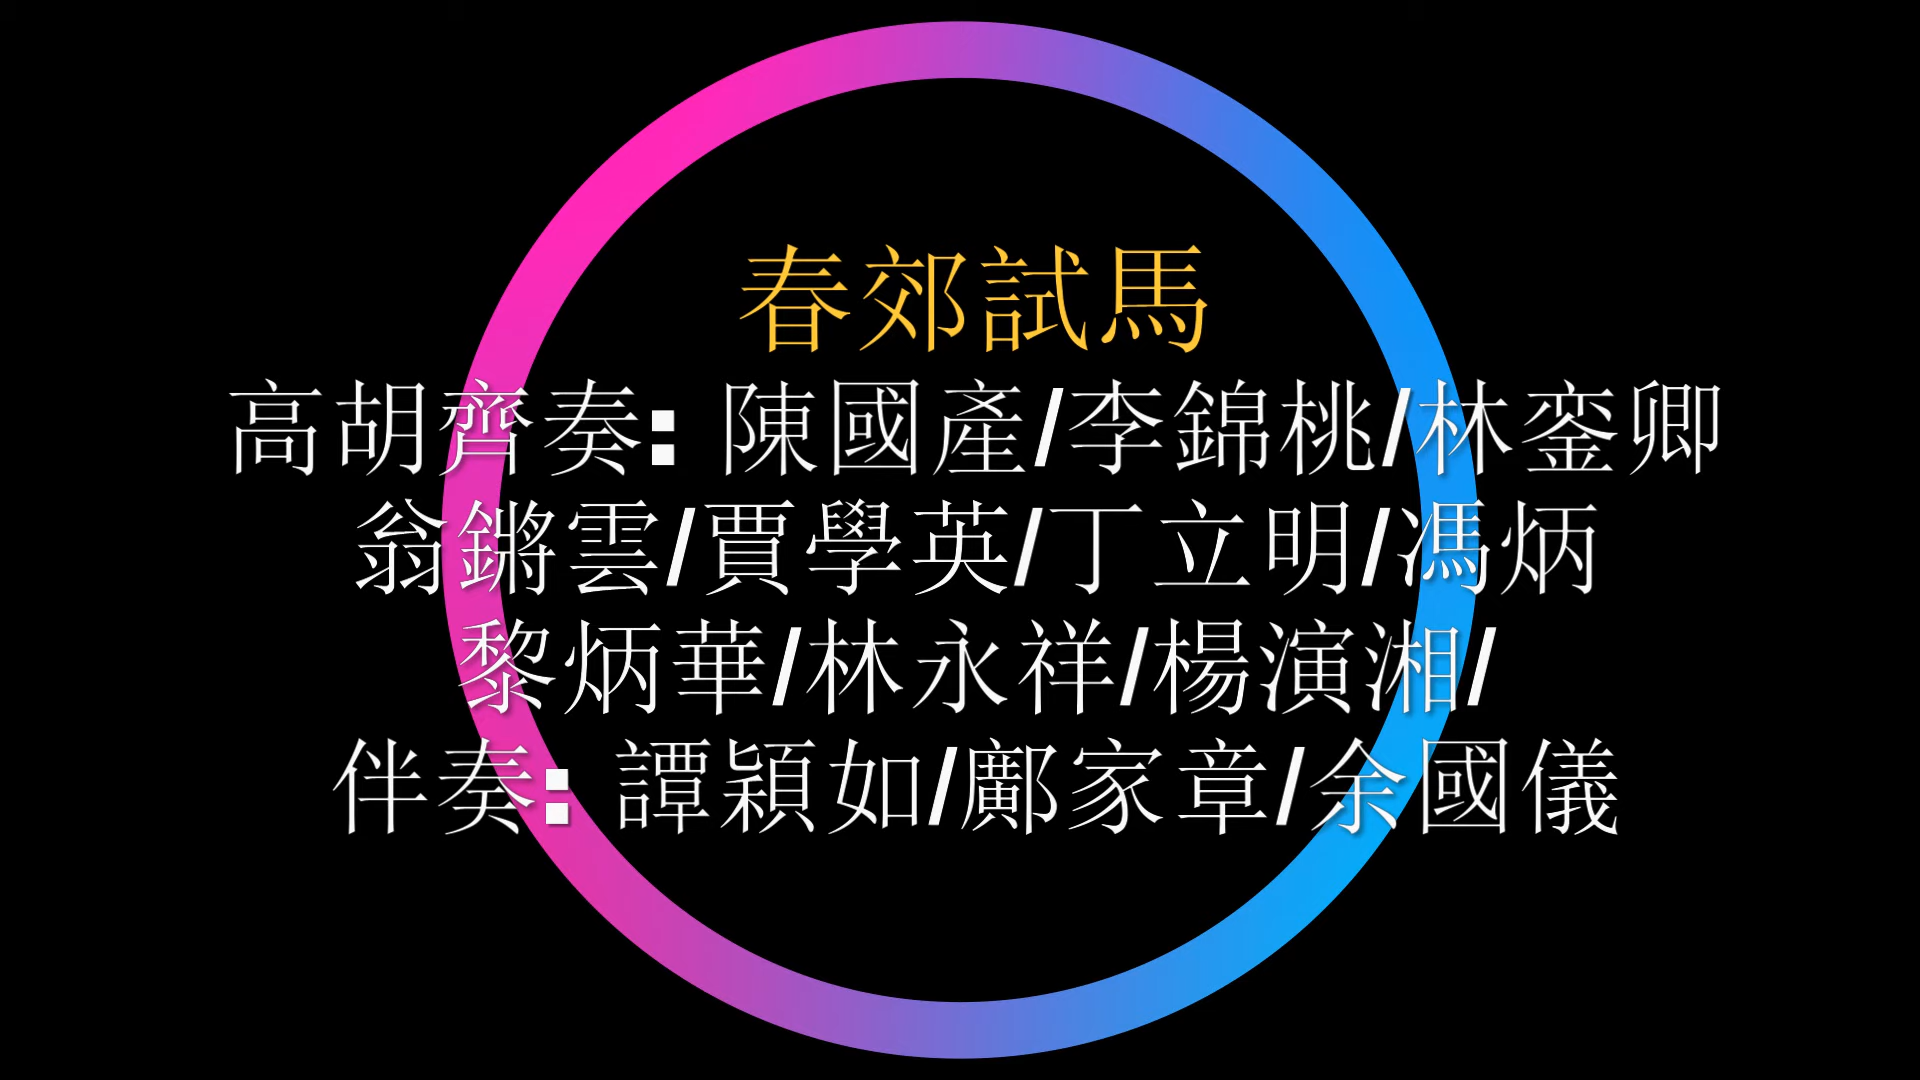 春郊試馬
高胡齊奏: 陳國產/李錦桃/林銮卿
翁鏘雲/賈學英/丁立明/馮炳
黎炳華/林永祥/楊演湘/
伴奏: 譚穎如/鄺家章/余國儀